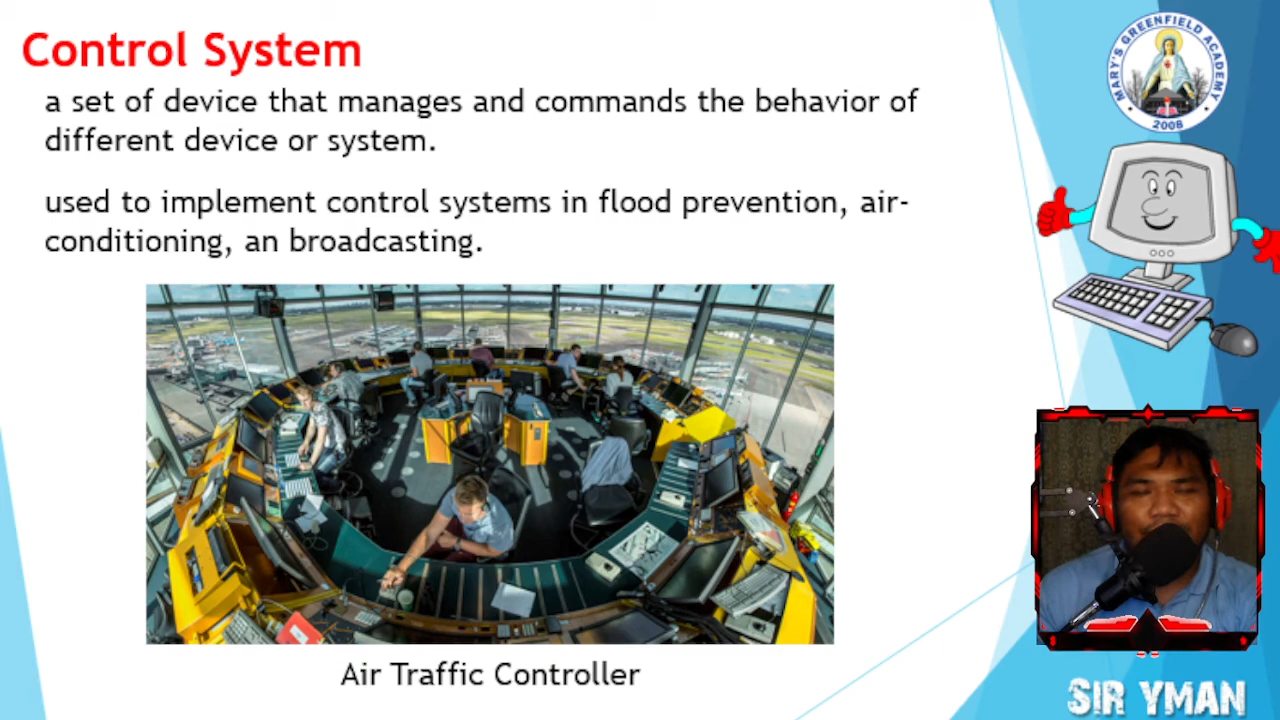 Control System
a set of device that manages and commands the behavior of
different device or system.
used to implement control systems in flood prevention, air-
conditioning, an broadcasting.
Air Traffic Controller
MARY'S GREENFIELD ACADEMY
2008
SIR YMAN